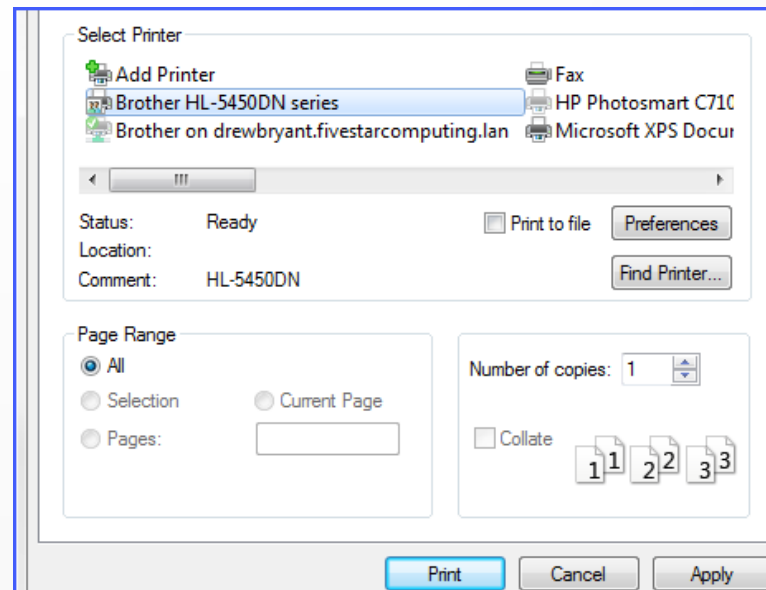 Select Printer
Add Printer
Fax
Brother HL-5450DN series
HP Photosmart C710
Brother on drewbryant.fivestarcomputing.lan
Microsoft XPS Docur
Status: Ready
Print to file
Preferences
Location:
Comment: HL-5450DN
Find Printer...
Page Range
All
Selection
Current Page
Pages:
Number of copies: 1
Collate
1 1 2 2 3 3
Print
Cancel
Apply